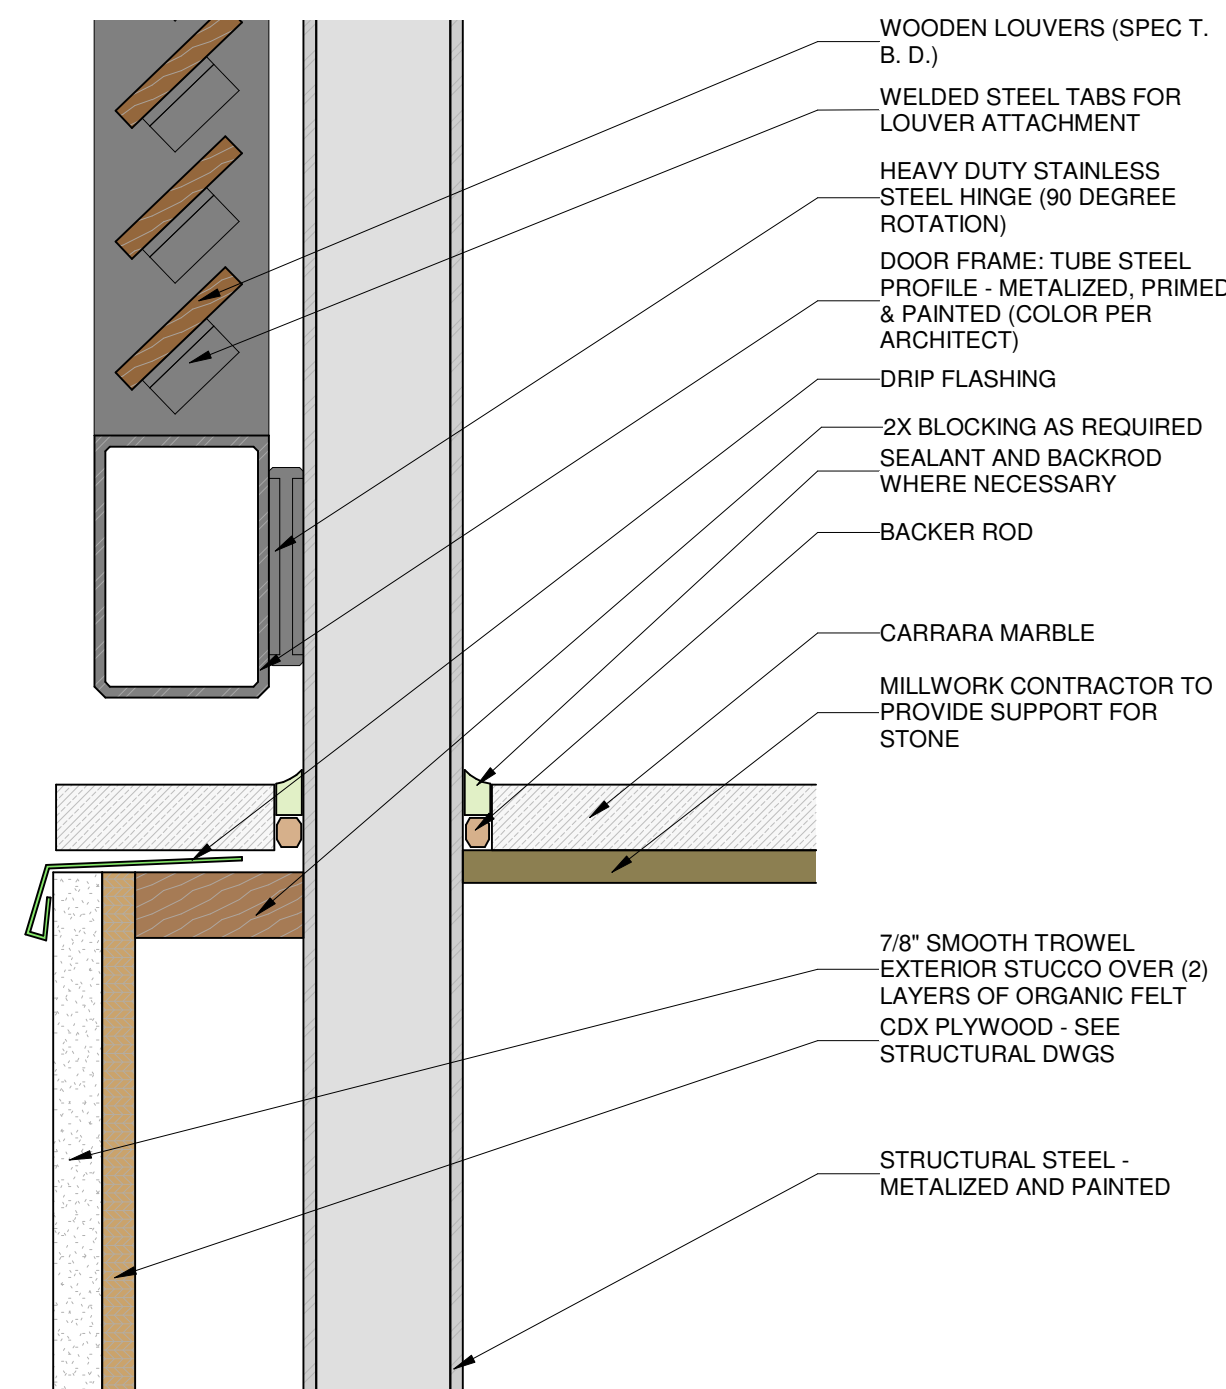 WOODEN LOUVERS (SPEC T.
B. D.)
WELDED STEEL TABS FOR
LOUVER ATTACHMENT
HEAVY DUTY STAINLESS
STEEL HINGE (90 DEGREE
ROTATION)
DOOR FRAME: TUBE STEEL
PROFILE - METALIZED, PRIMED
& PAINTED (COLOR PER
ARCHITECT)
DRIP FLASHING
2X BLOCKING AS REQUIRED
SEALANT AND BACKROD
WHERE NECESSARY
BACKER ROD
CARRARA MARBLE
MILLWORK CONTRACTOR TO
PROVIDE SUPPORT FOR
STONE
7/8" SMOOTH TROWEL
EXTERIOR STUCCO OVER (2)
LAYERS OF ORGANIC FELT
CDX PLYWOOD - SEE
STRUCTURAL DWGS
STRUCTURAL STEEL -
METALIZED AND PAINTED